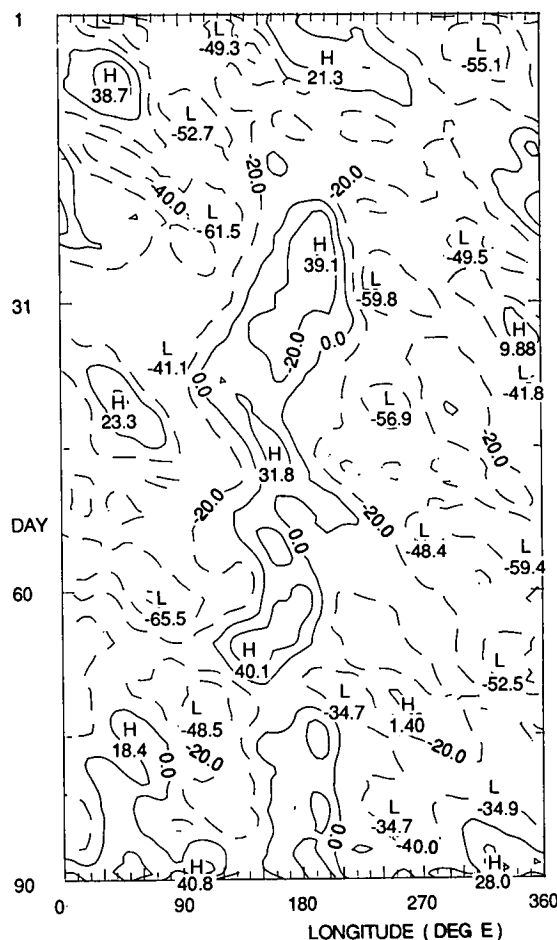 1
L
-49.3
H
21.3
L
-55.1
H
38.7
L
-52.7
-20.0
-20.0
-40.0
L
-61.5
L
-49.5
H
39.1
L
-59.8
31
0.0
H
9.88
L
-41.1
-20.0
0.0
L
-41.8
H
23.3
L
-56.9
-20.0
H
31.8
-20.0
-20.0
DAY
0.0
L
-48.4
L
-59.4
60
L
-65.5
H
40.1
L
-52.5
L
-34.7
H
1.40
L
-48.5
H
18.4
-20.0
0.0
-20.0
L
-34.9
L
-34.7
-40.0
0.0
H
40.8
H
28.0
90
0 90 180 270 360
LONGITUDE ( DEG E )